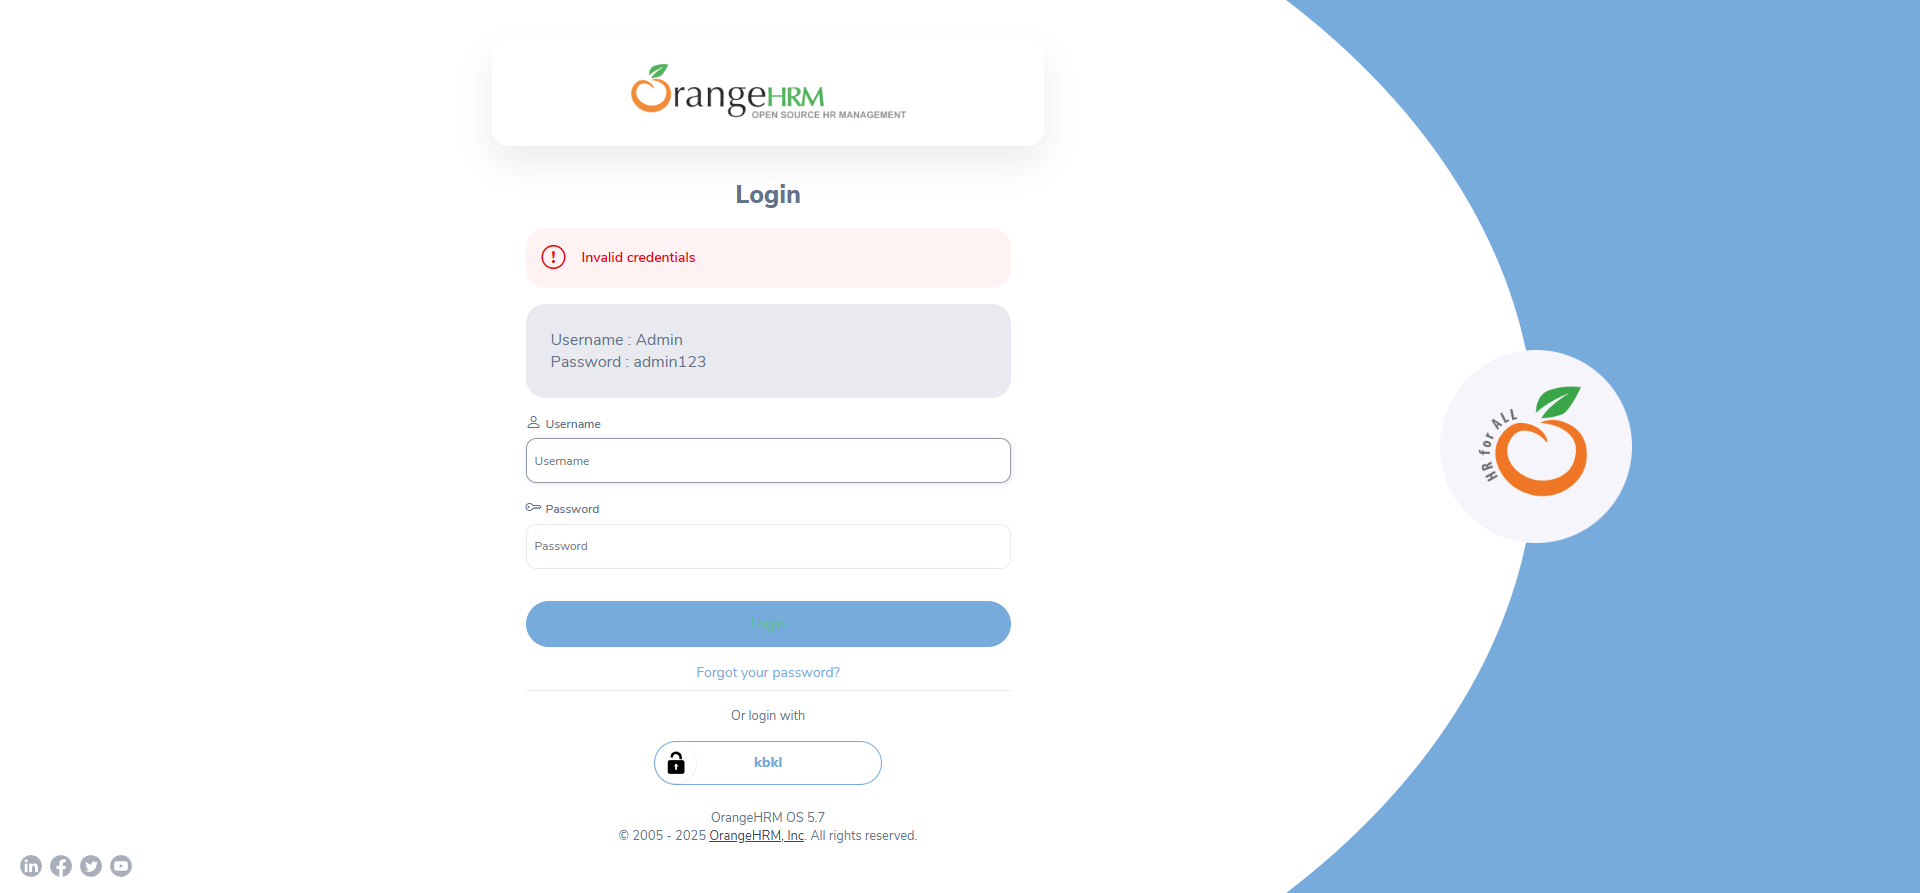 OrangeHRM
OPEN SOURCE HR MANAGEMENT
Login
Invalid credentials
Username : Admin
Password : admin123
Username
Username
Password
Password
Login
Forgot your password?
Or login with
kbkl
OrangeHRM OS 5.7
© 2005 - 2025 OrangeHRM, Inc. All rights reserved.
HR for ALL